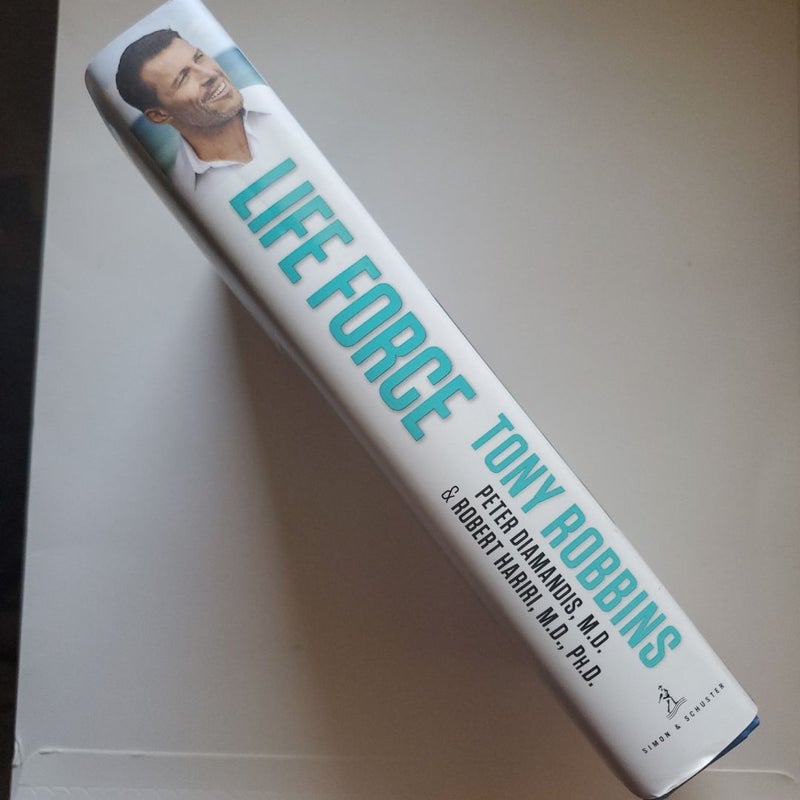 LIFE FORCE
TONY ROBBINS
PETER DIAMANDIS, M.D.
& ROBERT HARIRI, M.D., PH.D.
SIMON & SCHUSTER